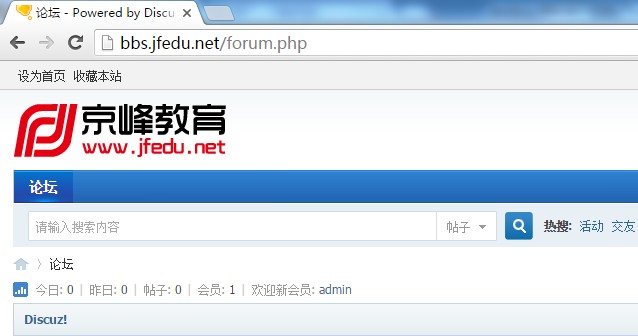 论坛 - Powered by Discu
bbs.jfedu.net/forum.php
设为首页 收藏本站
京峰教育
www.jfedu.net
论坛
请输入搜索内容 帖子 热搜: 活动 交友
论坛
今日: 0 | 昨日: 0 | 帖子: 0 | 会员: 1 | 欢迎新会员: admin
Discuz!